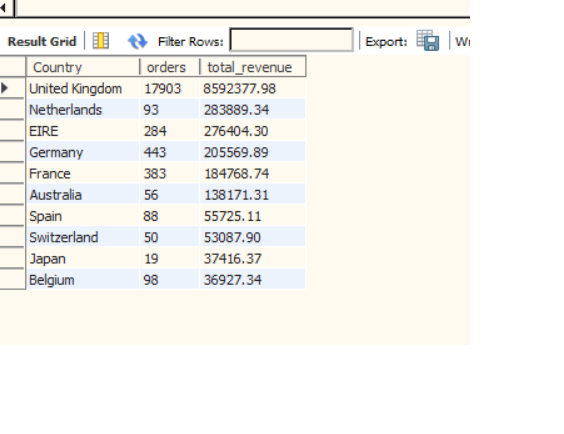 Result Grid Filter Rows: Export:
Country orders total_revenue
United Kingdom 17903 8592377.98
Netherlands 93 283889.34
EIRE 284 276404.30
Germany 443 205569.89
France 383 184768.74
Australia 56 138171.31
Spain 88 55725.11
Switzerland 50 53087.90
Japan 19 37416.37
Belgium 98 36927.34